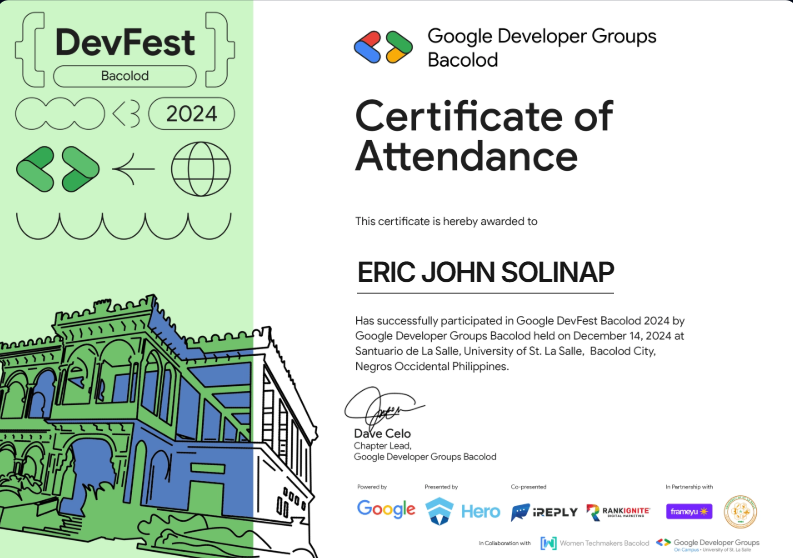 DevFest
Bacolod
2024
Google Developer Groups
Bacolod
Certificate of
Attendance
This certificate is hereby awarded to
ERIC JOHN SOLINAP
Has successfully participated in Google DevFest Bacolod 2024 by
Google Developer Groups Bacolod held on December 14, 2024 at
Santuario de La Salle, University of St. La Salle, Bacolod City,
Negros Occidental Philippines.
Dave Celo
Chapter Lead,
Google Developer Groups Bacolod
Powered by
Presented by
Co-presented
In Partnership with
Google
Hero
iREPLY
RANKIGNITE
DIGITAL MARKETING
frameyu
In Collaboration with
Women Techmakers Bacolod
Google Developer Groups
On Campus • University of St. La Salle